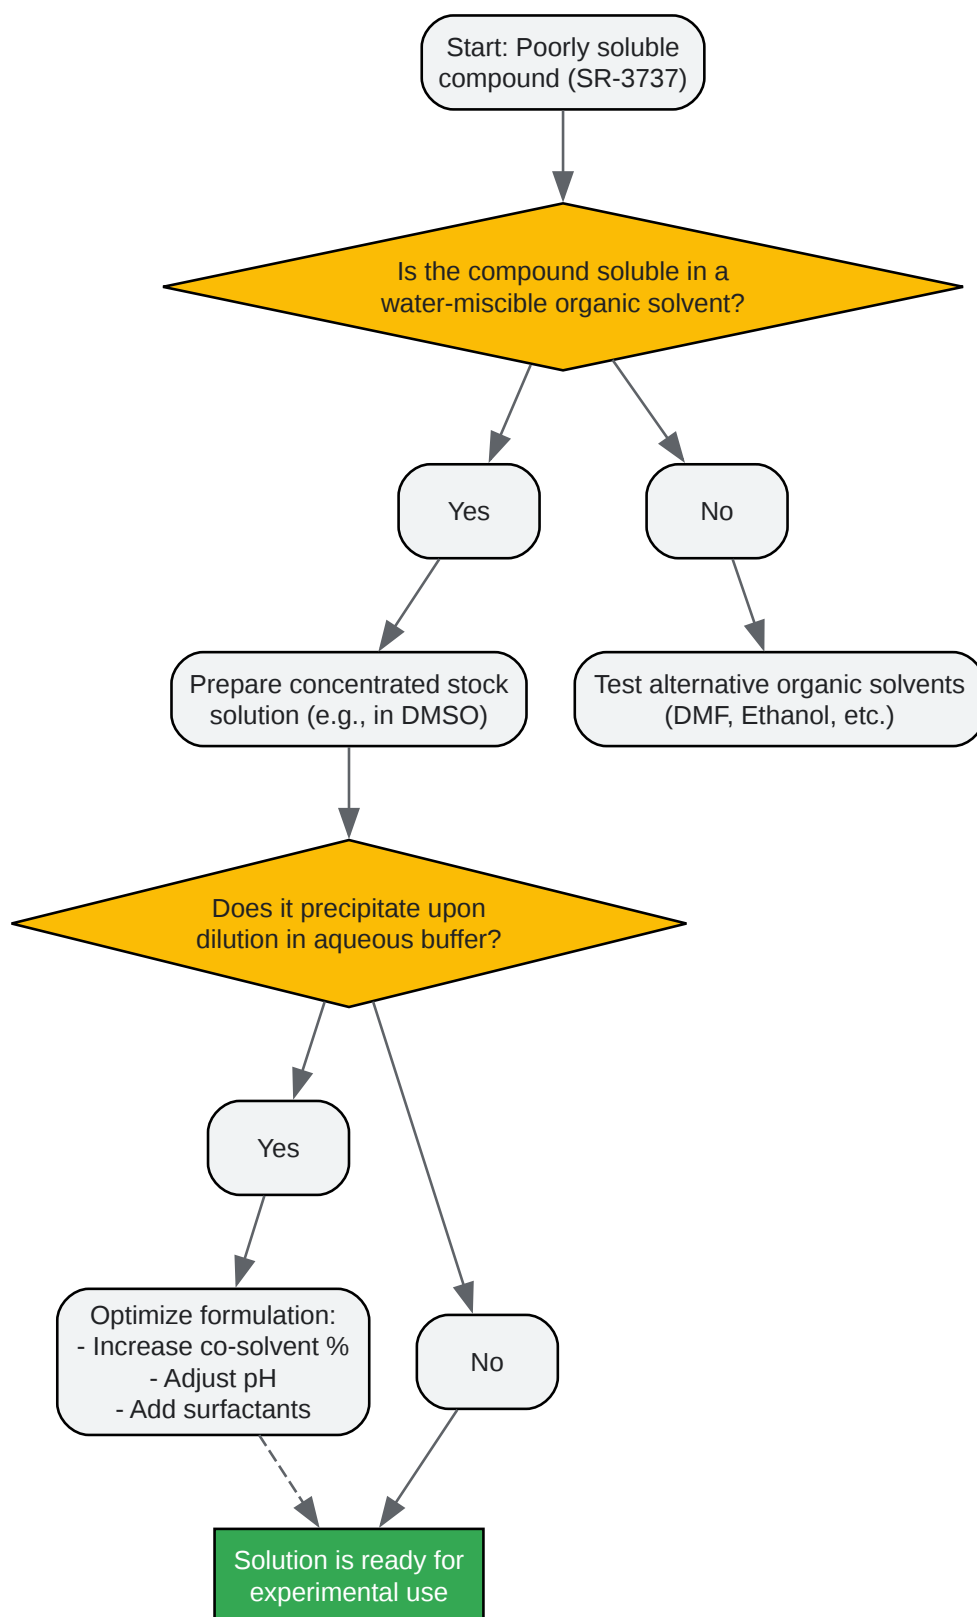 Start: Poorly soluble
compound (SR-3737)
Is the compound soluble in a
water-miscible organic solvent?
Yes
No
Prepare concentrated stock
solution (e.g., in DMSO)
Test alternative organic solvents
(DMF, Ethanol, etc.)
Does it precipitate upon
dilution in aqueous buffer?
Yes
Optimize formulation:
- Increase co-solvent %
- Adjust pH
- Add surfactants
No
Solution is ready for
experimental use